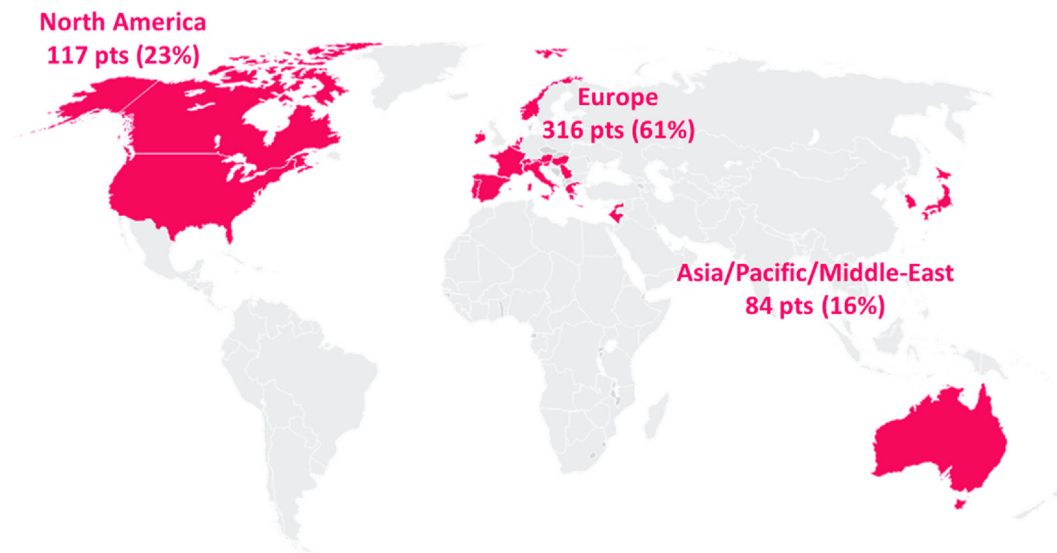 North America
117 pts (23%)
Europe
316 pts (61%)
Asia/Pacific/Middle-East
84 pts (16%)